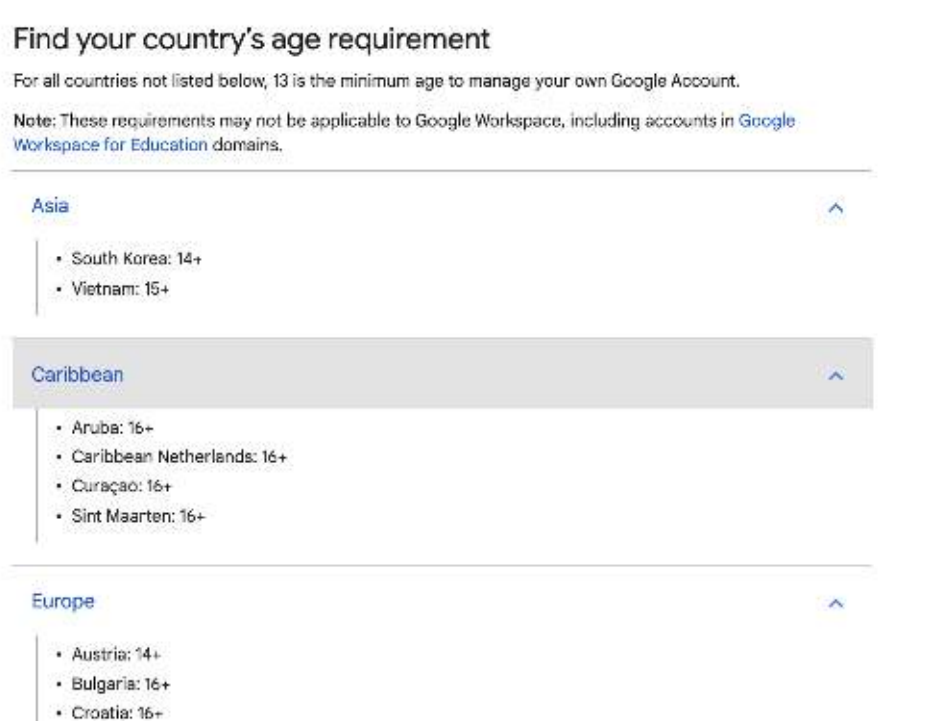 Find your country's age requirement
For all countries not listed below, 13 is the minimum age to manage your own Google Account.
Note: These requirements may not be applicable to Google Workspace, including accounts in Google
Workspace for Education domains.
Asia
• South Korea: 14+
• Vietnam: 15+
Caribbean
• Aruba: 16+
• Caribbean Netherlands: 16+
• Curaçao: 16+
• Sint Maarten: 16+
Europe
• Austria: 14+
• Bulgaria: 16+
• Croatia: 16+